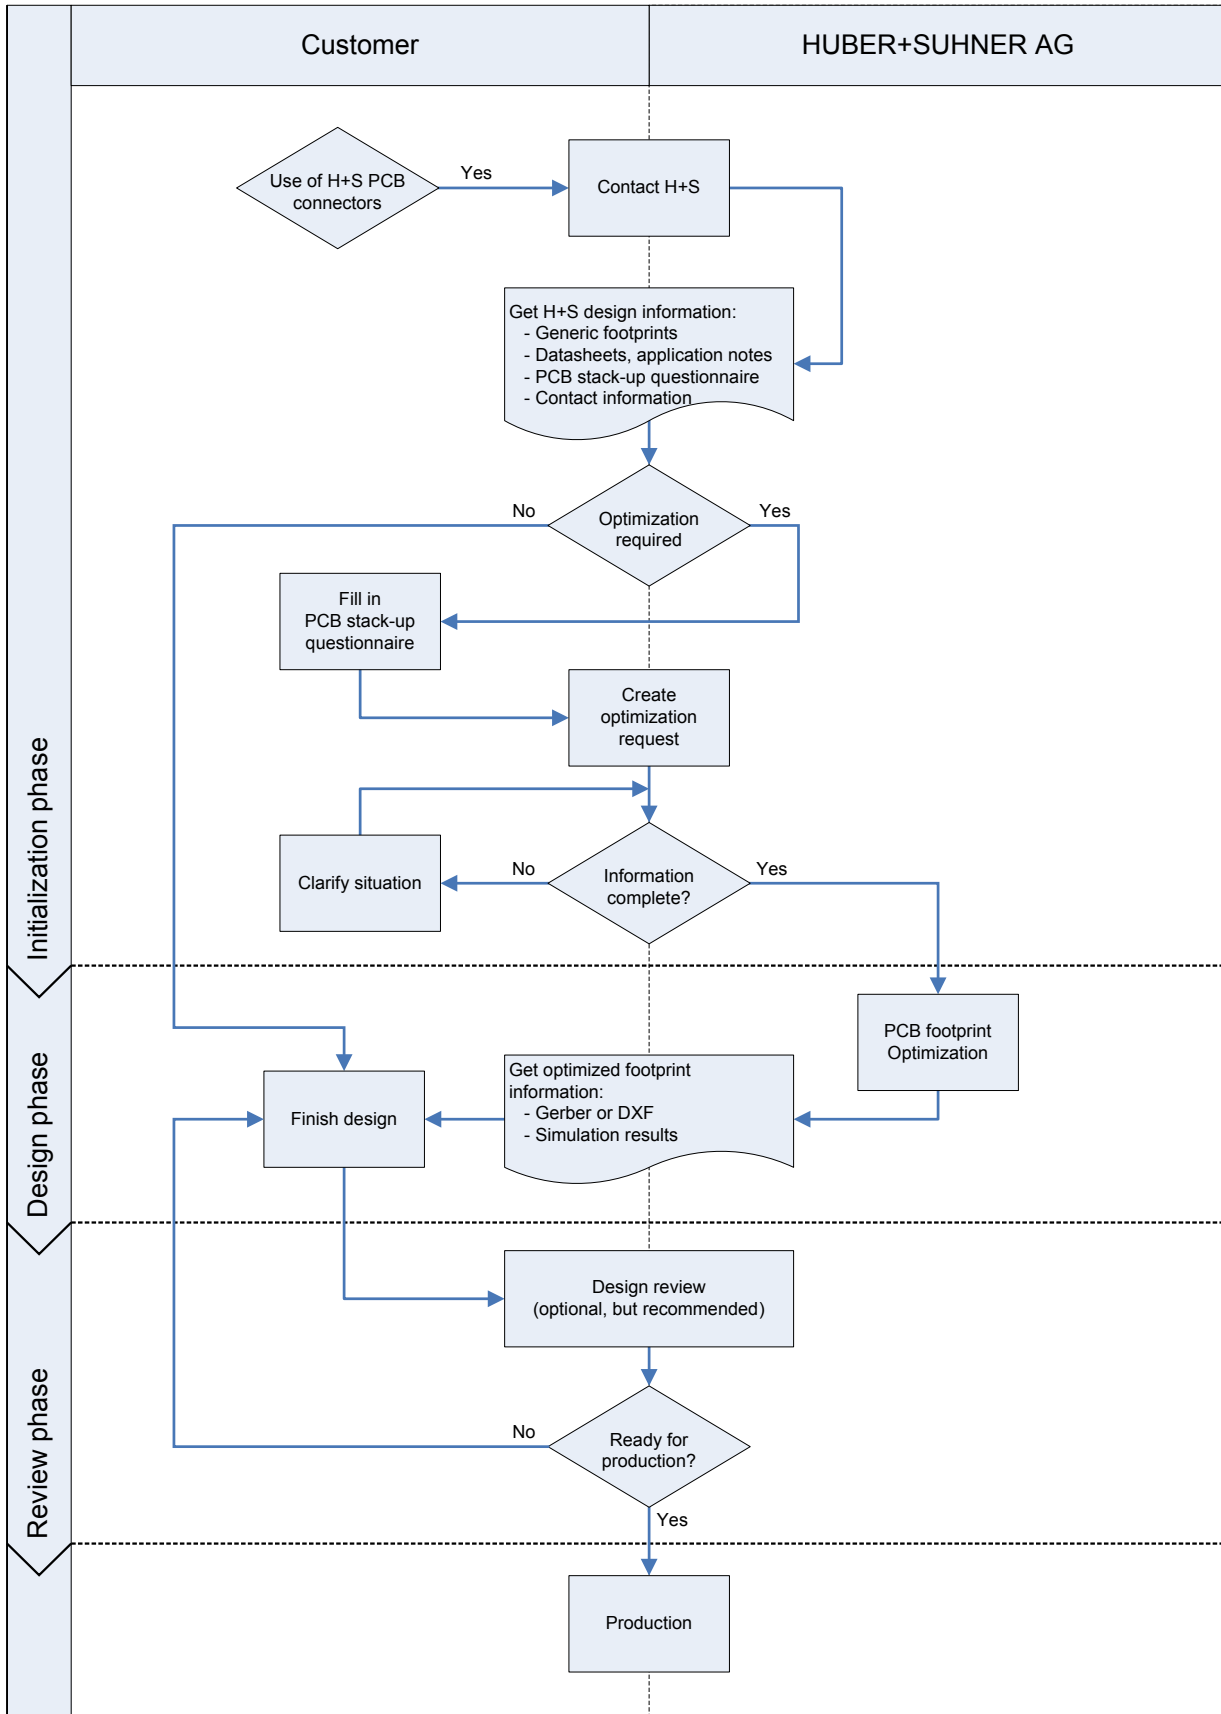 Customer
HUBER+SUHNER AG
Use of H+S PCB
connectors
Yes
Contact H+S
Get H+S design information:
- Generic footprints
- Datasheets, application notes
- PCB stack-up questionnaire
- Contact information
No
Optimization
required
Yes
Fill in
PCB stack-up
questionnaire
Create
optimization
request
Initialization phase
Clarify situation
No
Information
complete?
Yes
PCB footprint
Optimization
Design phase
Finish design
Get optimized footprint
information:
- Gerber or DXF
- Simulation results
Design review
(optional, but recommended)
Review phase
No
Ready for
production?
Yes
Production